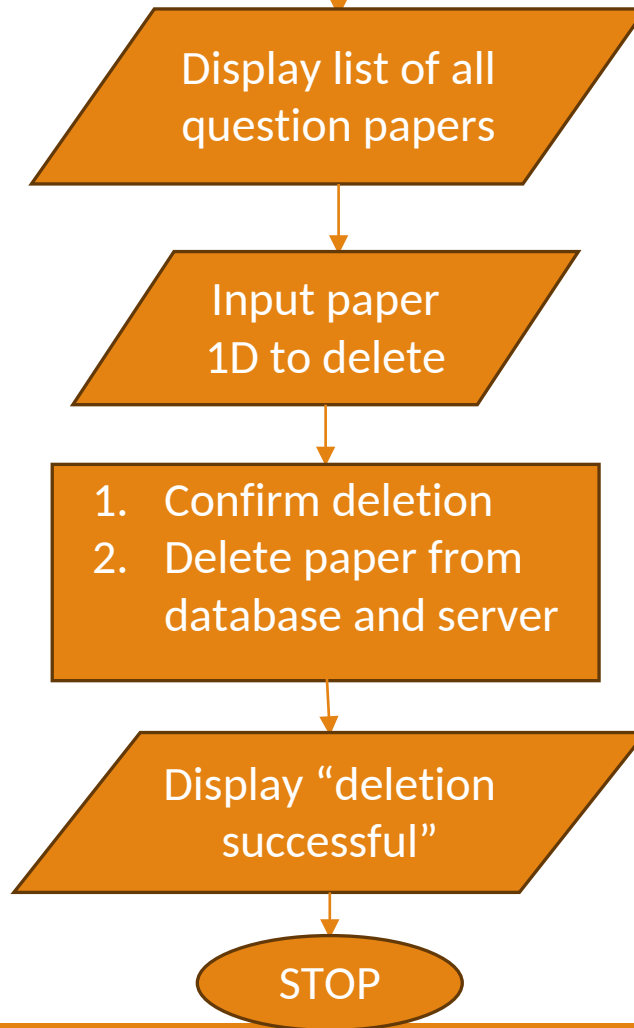 Display list of all
question papers
Input paper
1D to delete
1. Confirm deletion
2. Delete paper from
database and server
Display “deletion
successful”
STOP